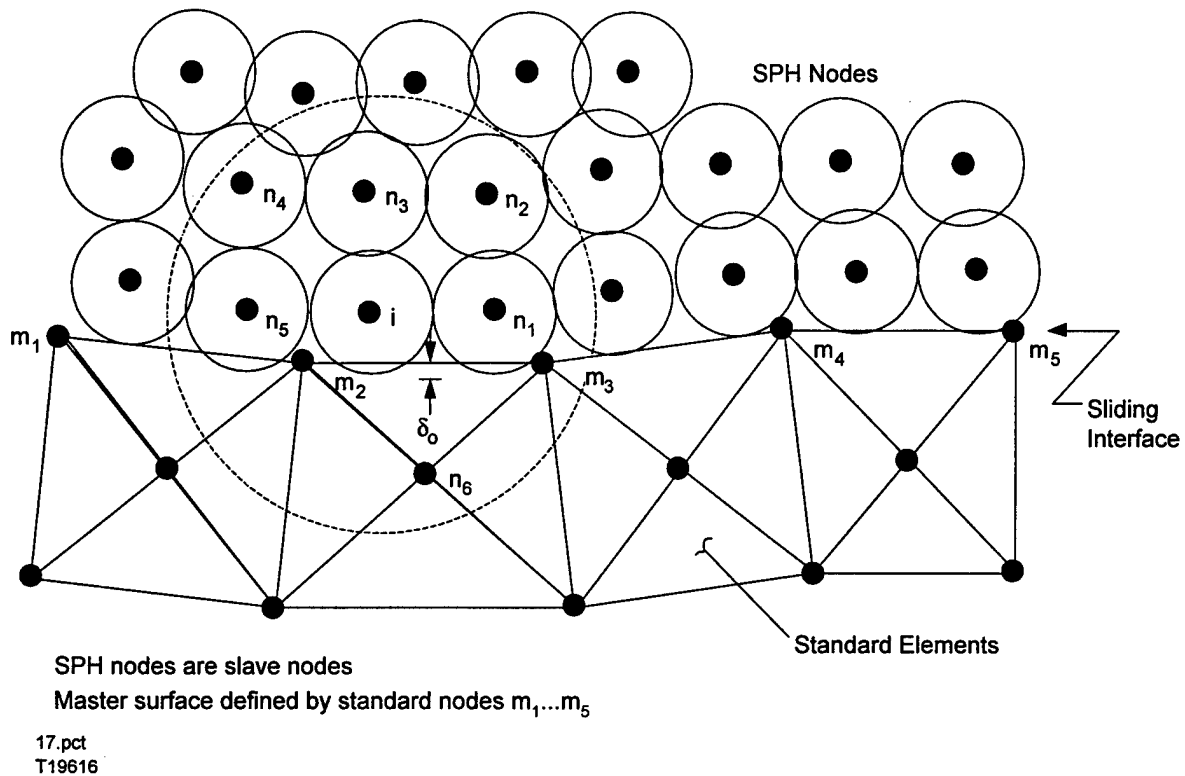 SPH Nodes
n₄
n₃
n₂
n₅
i
n₁
m₁
m₂
m₃
m₄
m₅
δₒ
n₆
Sliding
Interface
Standard Elements
SPH nodes are slave nodes
Master surface defined by standard nodes m₁...m₅
17.pct
T19616